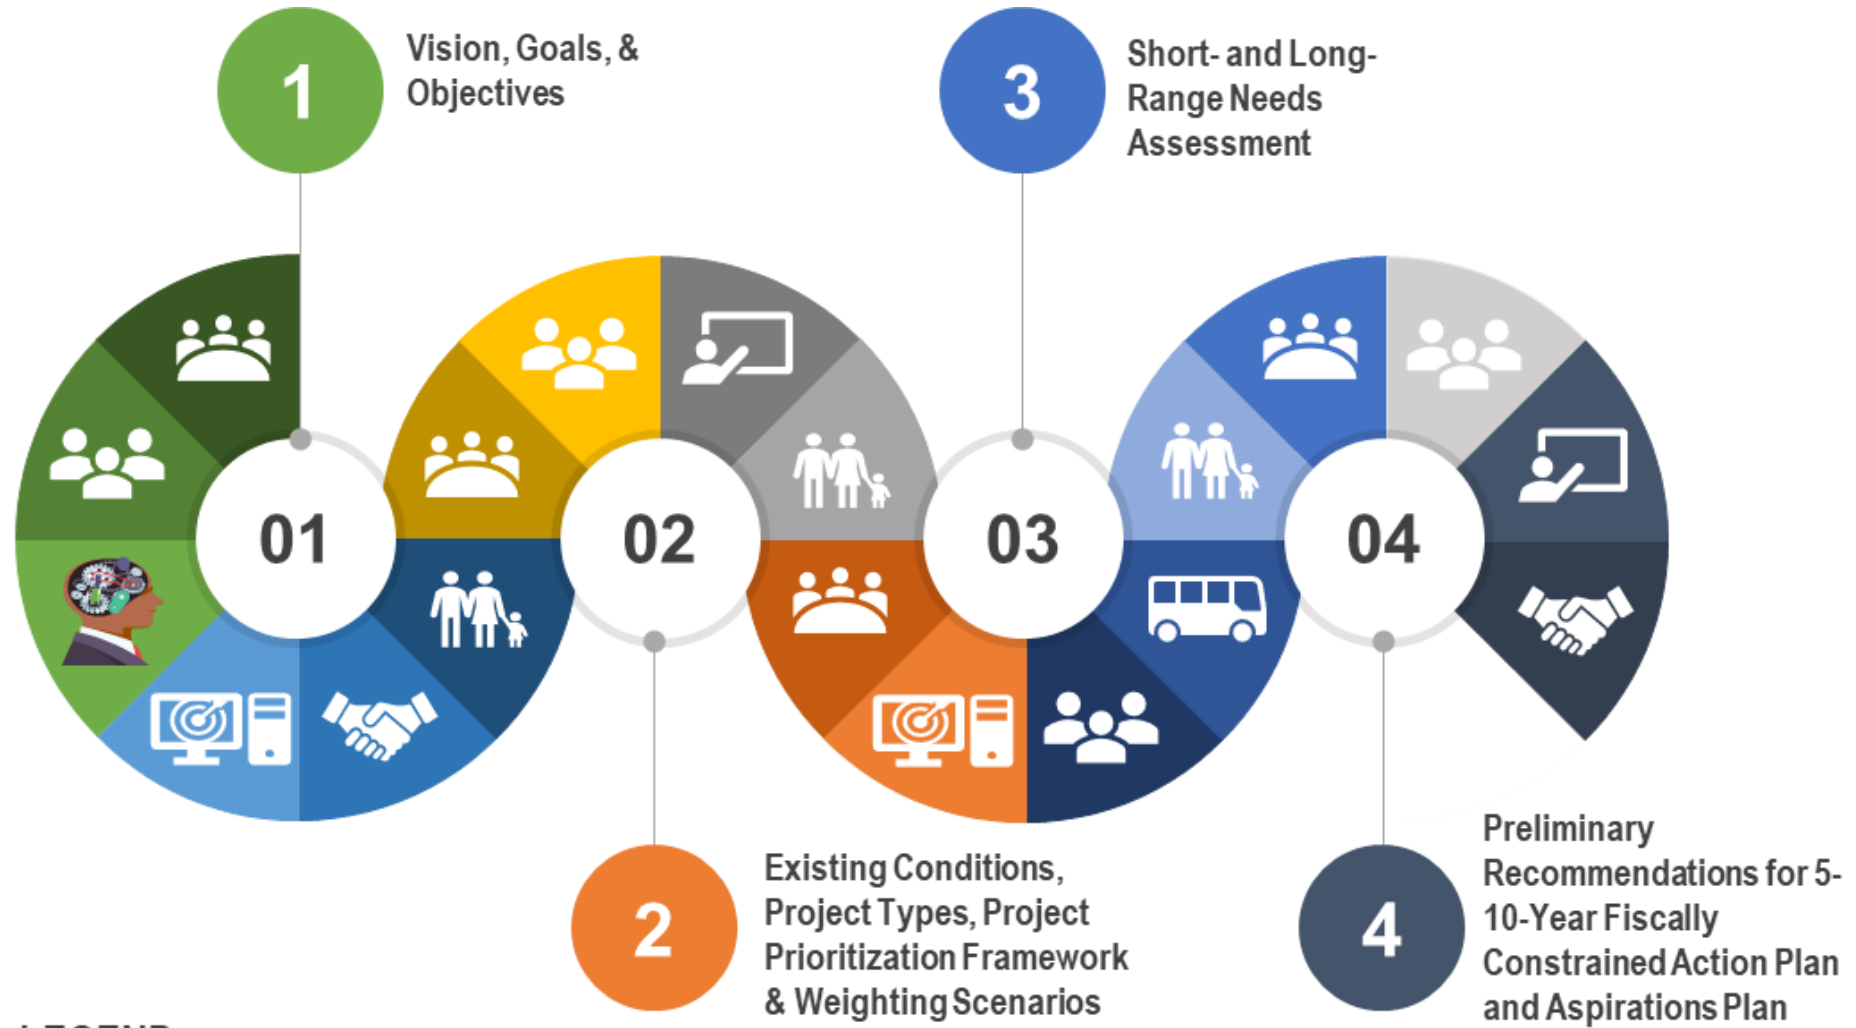 1
Vision, Goals, &
Objectives
3
Short- and Long-
Range Needs
Assessment
01
02
03
04
2
Existing Conditions,
Project Types, Project
Prioritization Framework
& Weighting Scenarios
4
Preliminary
Recommendations for 5-
10-Year Fiscally
Constrained Action Plan
and Aspirations Plan